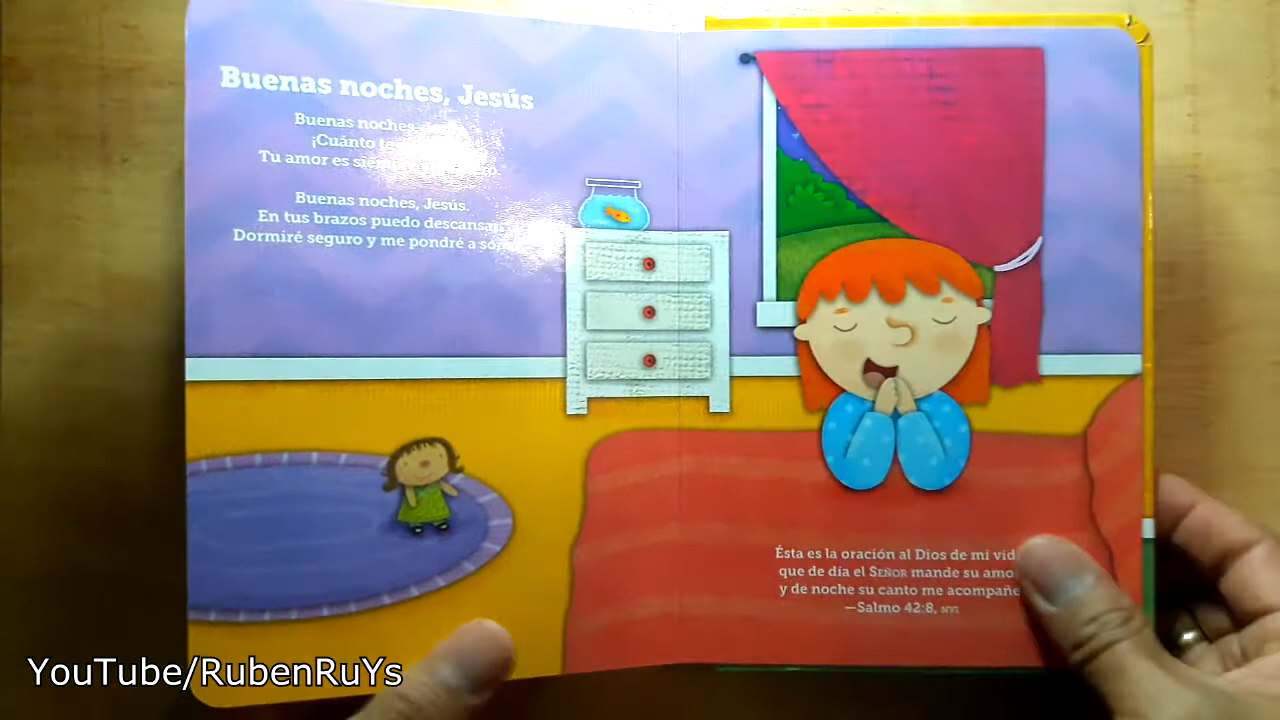 Buenas noches, Jesús
Buenas noches,
¡Cuánto
Tu amor es
Buenas noches, Jesús.
En tus brazos puedo
Dormiré seguro y me pondré a
Ésta es la oración al Dios de mi
que de día el SEÑOR mande su
y de noche su canto me acompañe
—Salmo 42:8, NVI
YouTube/RubenRuYs